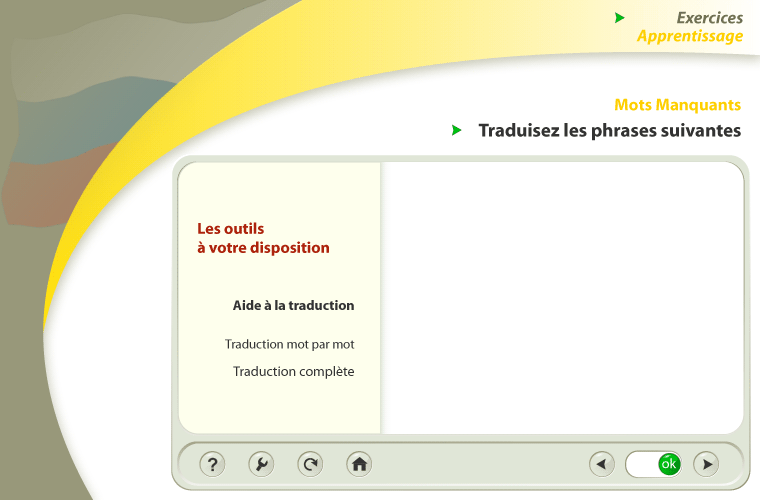 Exercices
Apprentissage
Mots Manquants
Traduisez les phrases suivantes
Les outils
à votre disposition
Aide à la traduction
Traduction mot par mot
Traduction complète
?
ok